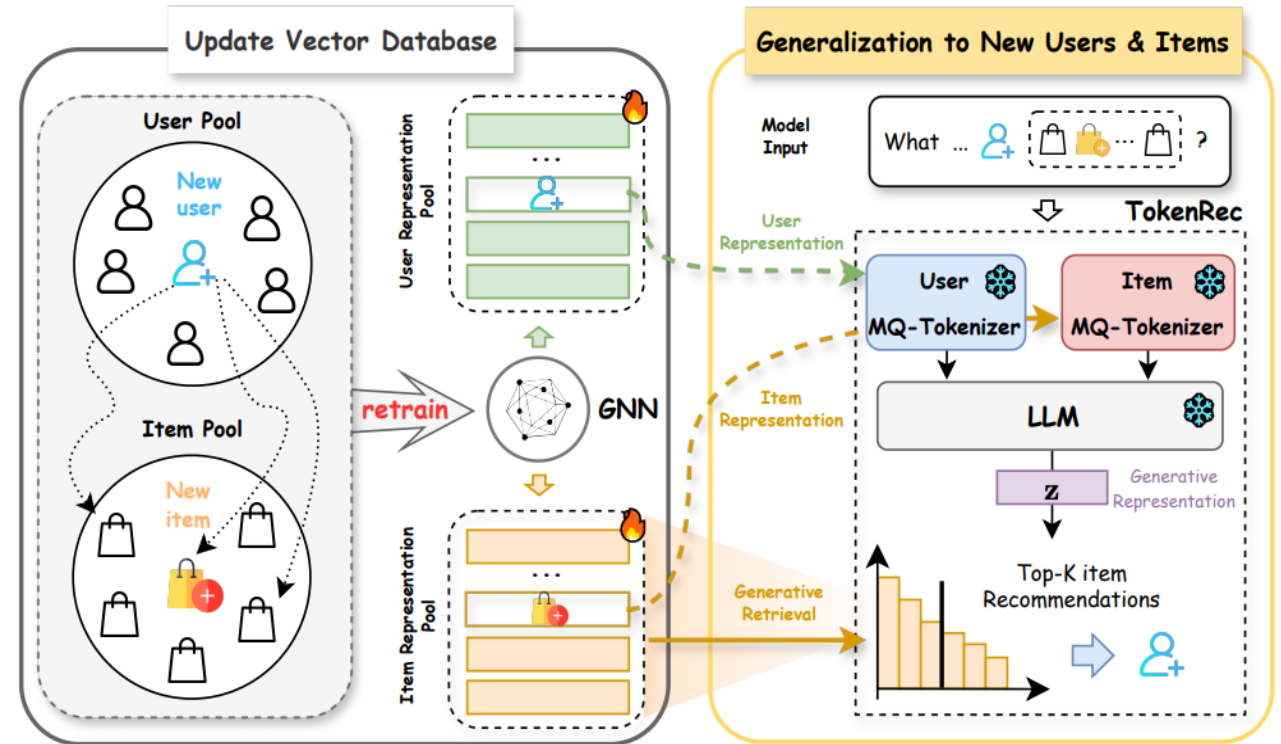 Update Vector Database
User Pool
New
user
Item Pool
New
item
retrain
User Representation
Pool
GNN
Item Representation
Pool
Generalization to New Users & Items
Model
Input
What ... ... ?
TokenRec
User
Representation
User
MQ-Tokenizer
Item
MQ-Tokenizer
Item
Representation
LLM
z
Generative
Representation
Generative
Retrieval
Top-K item
Recommendations